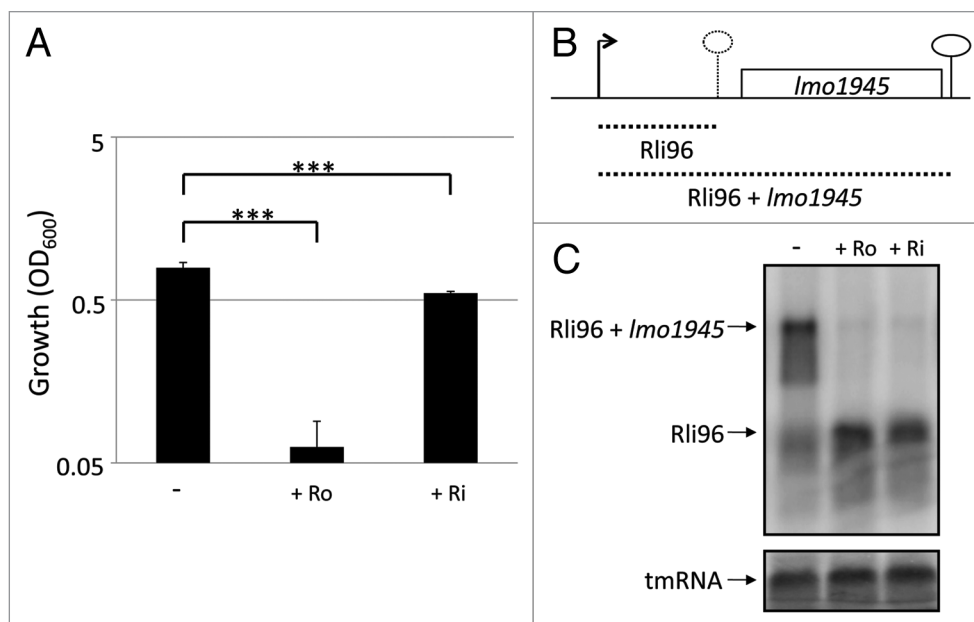 A
5
***
***
0.5
0.05
Growth (OD600)
-
+ Ro
+ Ri
B
lmo1945
Rli96
Rli96 + lmo1945
C
-
+ Ro
+ Ri
Rli96 + lmo1945
Rli96
tmRNA